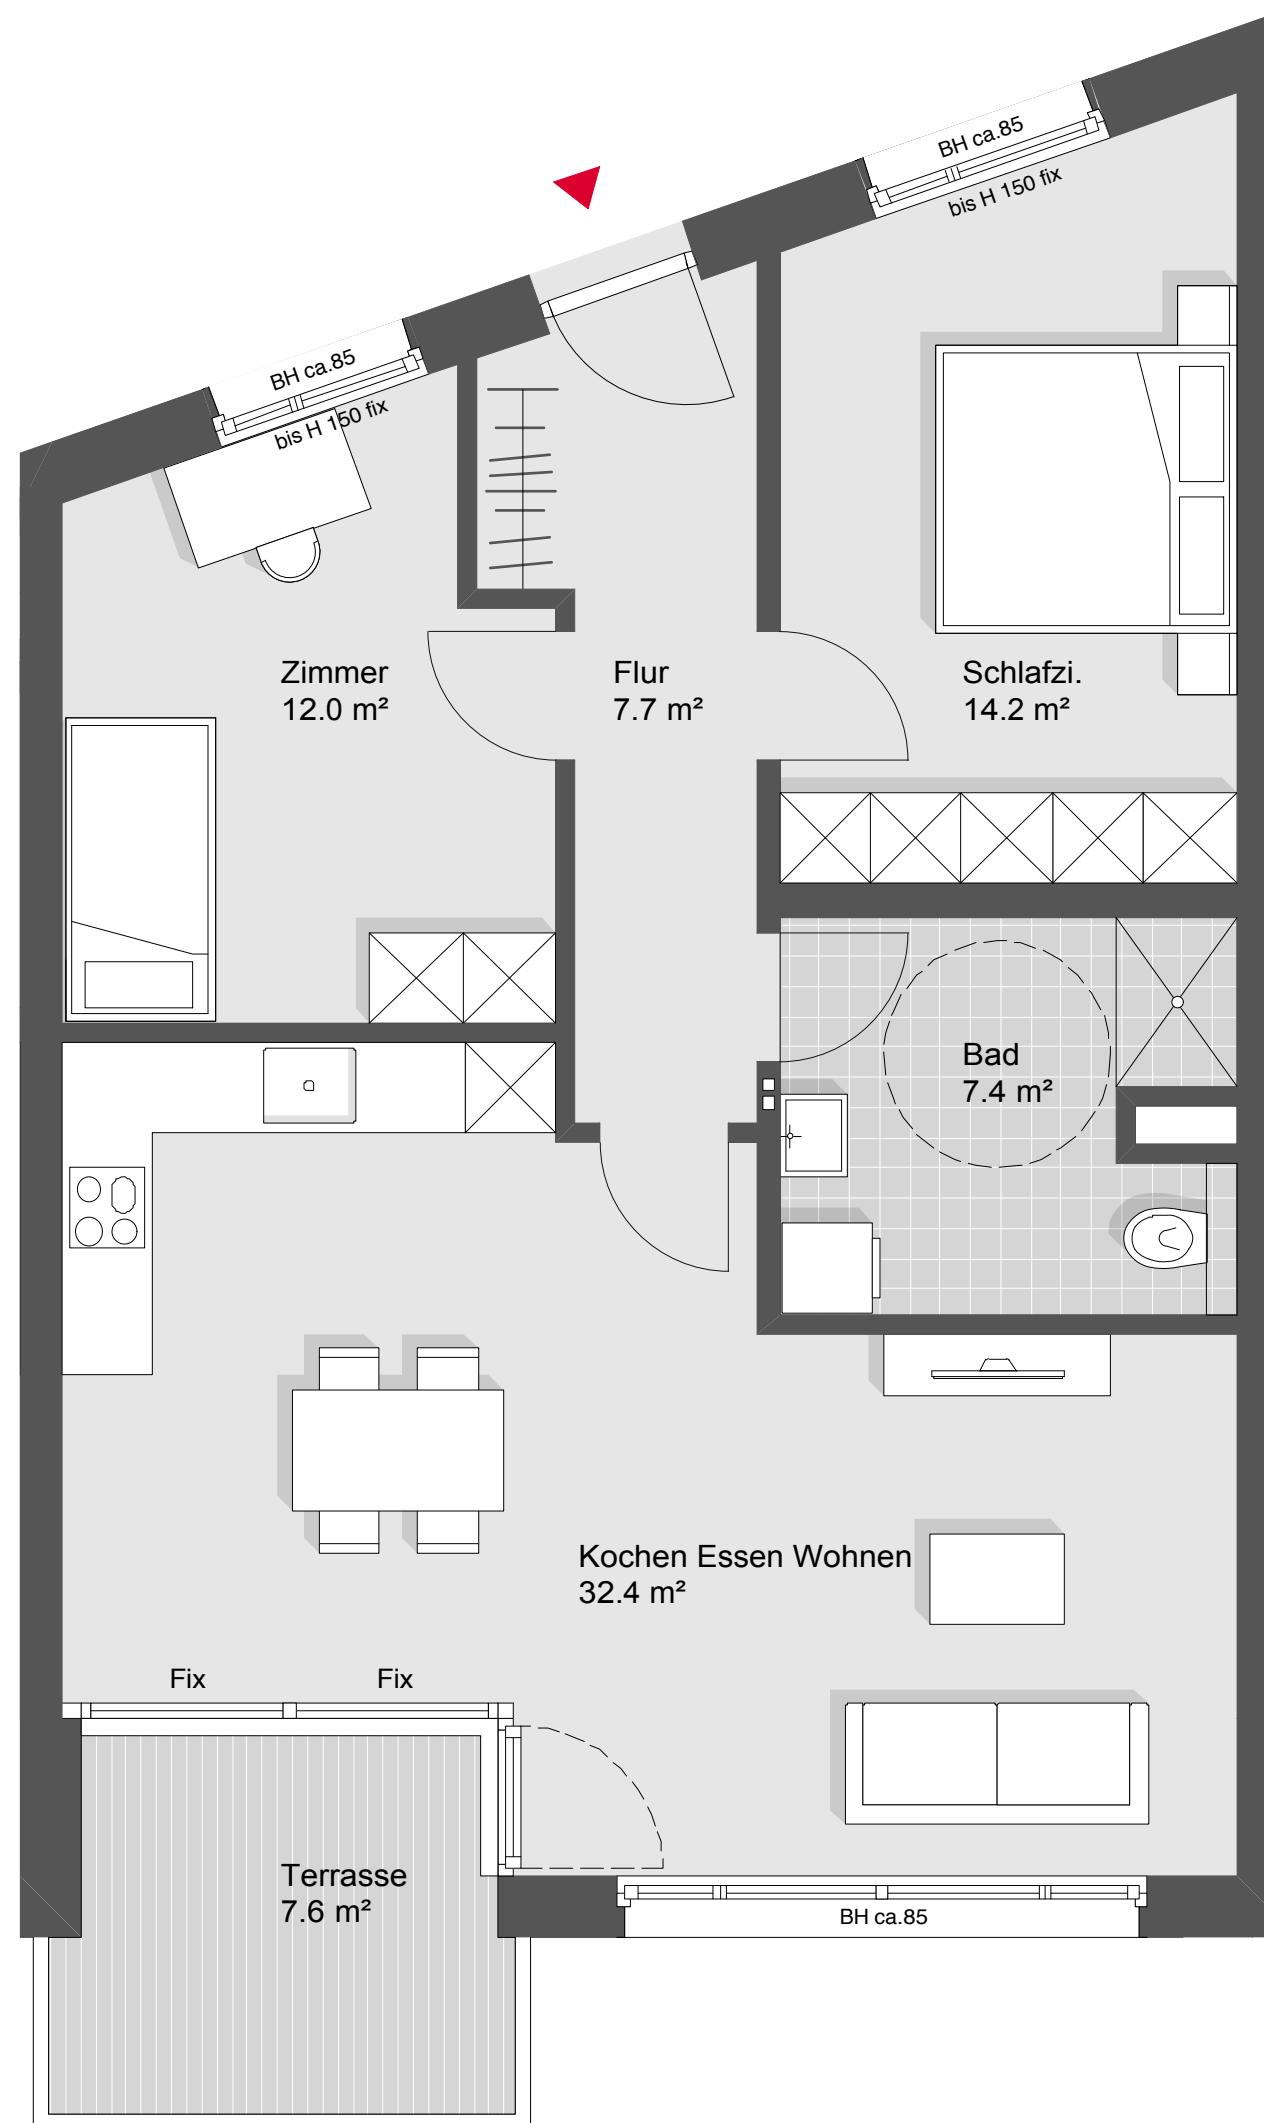 BH ca.85
bis H 150 fix
BH ca.85
bis H 150 fix
Zimmer
12.0 m²
Flur
7.7 m²
Schlafzi.
14.2 m²
Bad
7.4 m²
Kochen Essen Wohnen
32.4 m²
Fix
Fix
Terrasse
7.6 m²
BH ca.85